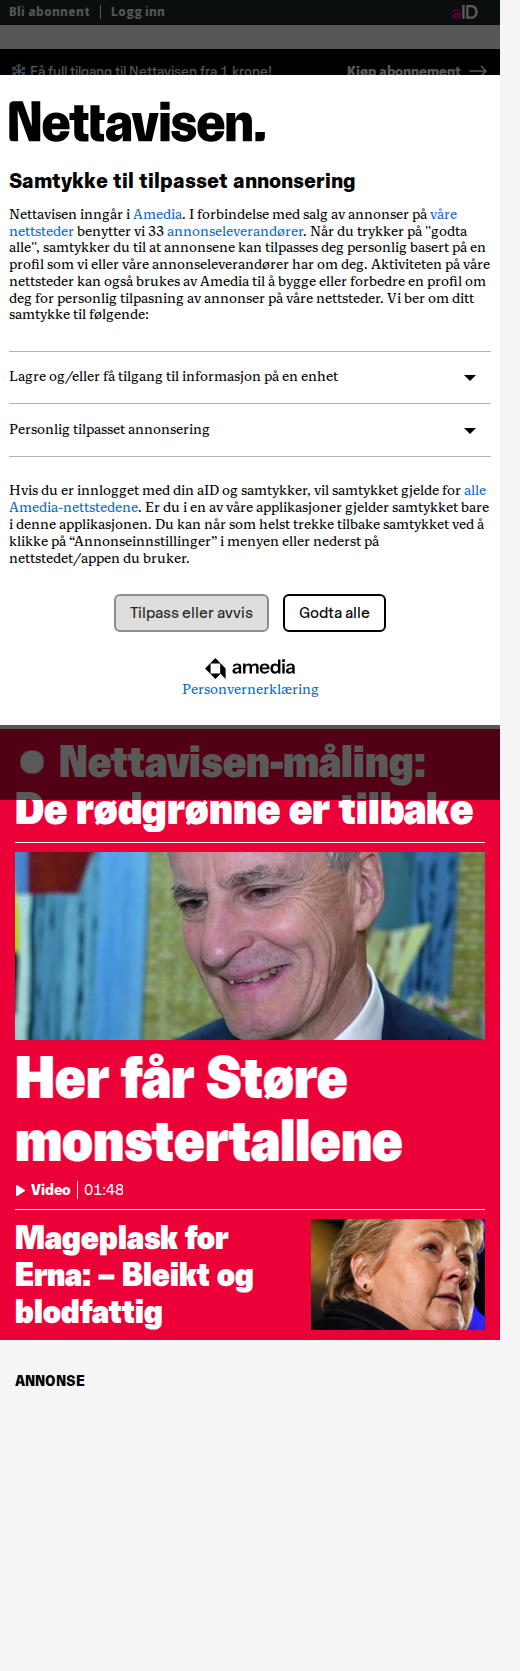 Bli abonnent
Logg inn
aID
Få full tilgang til Nettavisen fra 1 krone!
Kjøp abonnement
Nettavisen.
Samtykke til tilpasset annonsering
Nettavisen inngår i Amedia. I forbindelse med salg av annonser på våre
nettsteder benytter vi 33 annonseleverandører. Når du trykker på "godta
alle", samtykker du til at annonsene kan tilpasses deg personlig basert på en
profil som vi eller våre annonseleverandører har om deg. Aktiviteten på våre
nettsteder kan også brukes av Amedia til å bygge eller forbedre en profil om
deg for personlig tilpasning av annonser på våre nettsteder. Vi ber om ditt
samtykke til følgende:
Lagre og/eller få tilgang til informasjon på en enhet
Personlig tilpasset annonsering
Hvis du er innlogget med din aID og samtykker, vil samtykket gjelde for alle
Amedia-nettstedene. Er du i en av våre applikasjoner gjelder samtykket bare
i denne applikasjonen. Du kan når som helst trekke tilbake samtykket ved å
klikke på “Annonseinnstillinger” i menyen eller nederst på
nettstedet/appen du bruker.
Tilpass eller avvis
Godta alle
amedia
Personvernerklæring
Nettavisen-måling:
De rødgrønne er tilbake
Her får Støre
monstertallene
Video
01:48
Mageplask for
Erna: – Bleikt og
blodfattig
ANNONSE